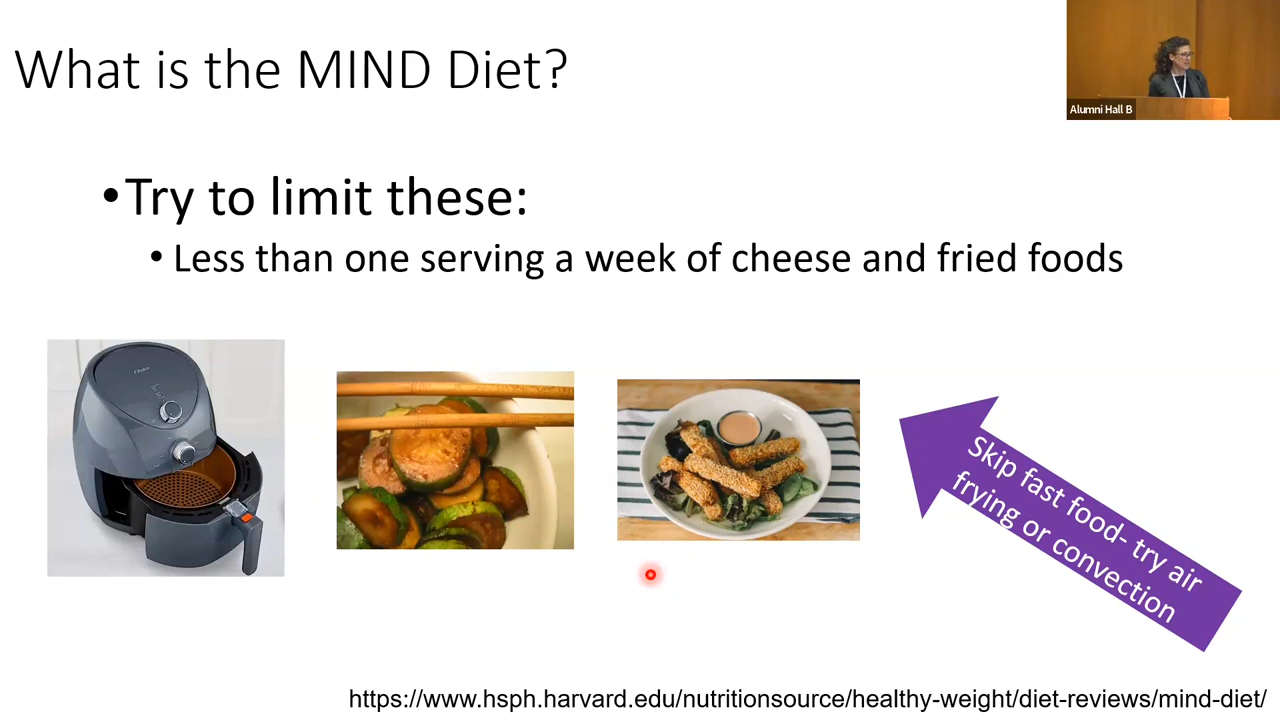 What is the MIND Diet?
Alumni Hall B
•Try to limit these:
• Less than one serving a week of cheese and fried foods
Oster
Skip fast food- try air
frying or convection
https://www.hsph.harvard.edu/nutritionsource/healthy-weight/diet-reviews/mind-diet/